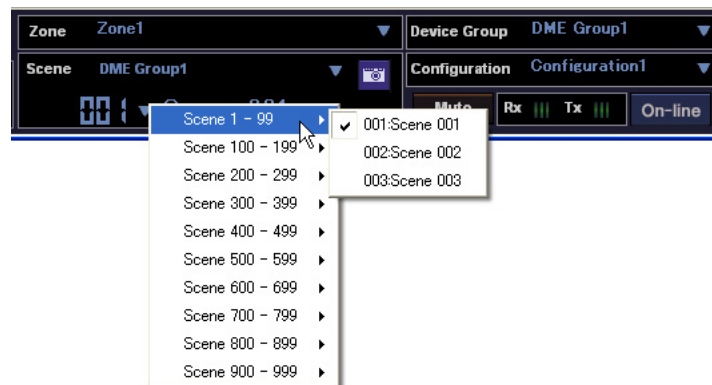 Zone Zone1 Device Group DME Group1
Scene DME Group1 Configuration Configuration1
001 Mute Rx Tx On-line
Scene 1 - 99
Scene 100 - 199
Scene 200 - 299
Scene 300 - 399
Scene 400 - 499
Scene 500 - 599
Scene 600 - 699
Scene 700 - 799
Scene 800 - 899
Scene 900 - 999
001:Scene 001
002:Scene 002
003:Scene 003